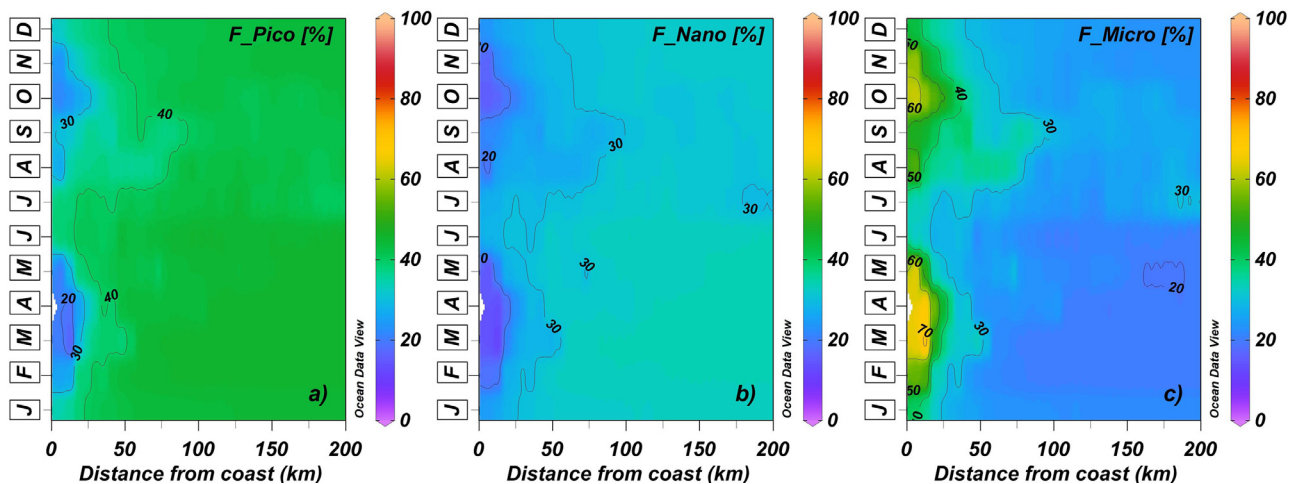 F_Pico [%]
D
N
O
S
A
J
J
M
A
M
F
J
30
40
20
40
30
a)
0 50 100 150 200
Distance from coast (km)
100
80
60
40
20
0
Ocean Data View
F_Nano [%]
30
20
30
30
30
0
b)
0 50 100 150 200
Distance from coast (km)
100
80
60
40
20
0
Ocean Data View
F_Micro [%]
D
N
O
S
A
J
J
M
A
M
F
J
50
60
40
30
50
30
60
20
70
30
50
0
c)
0 50 100 150 200
Distance from coast (km)
100
80
60
40
20
0
Ocean Data View